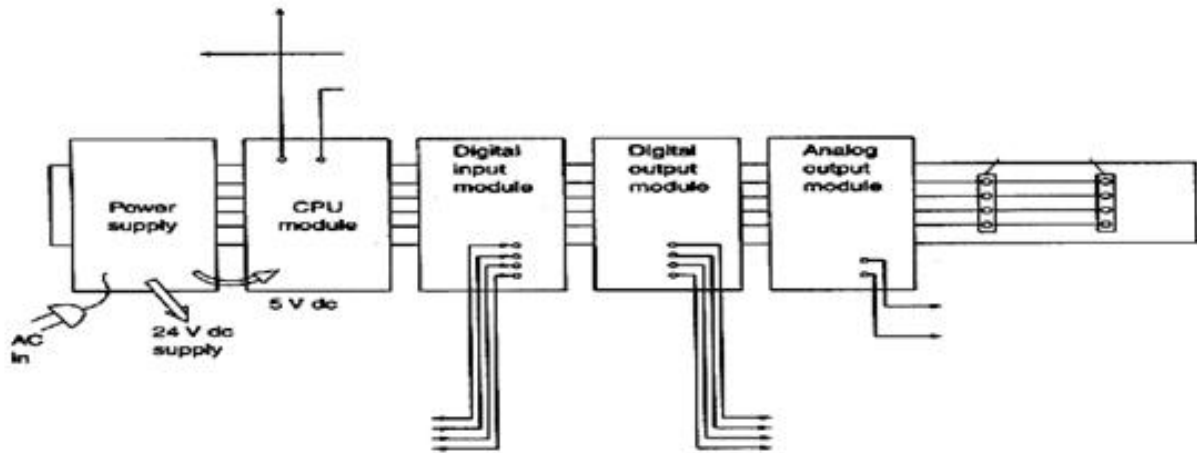 Power
supply
CPU
module
Digital
input
module
Digital
output
module
Analog
output
module
AC
In
24 V dc
supply
5 V dc